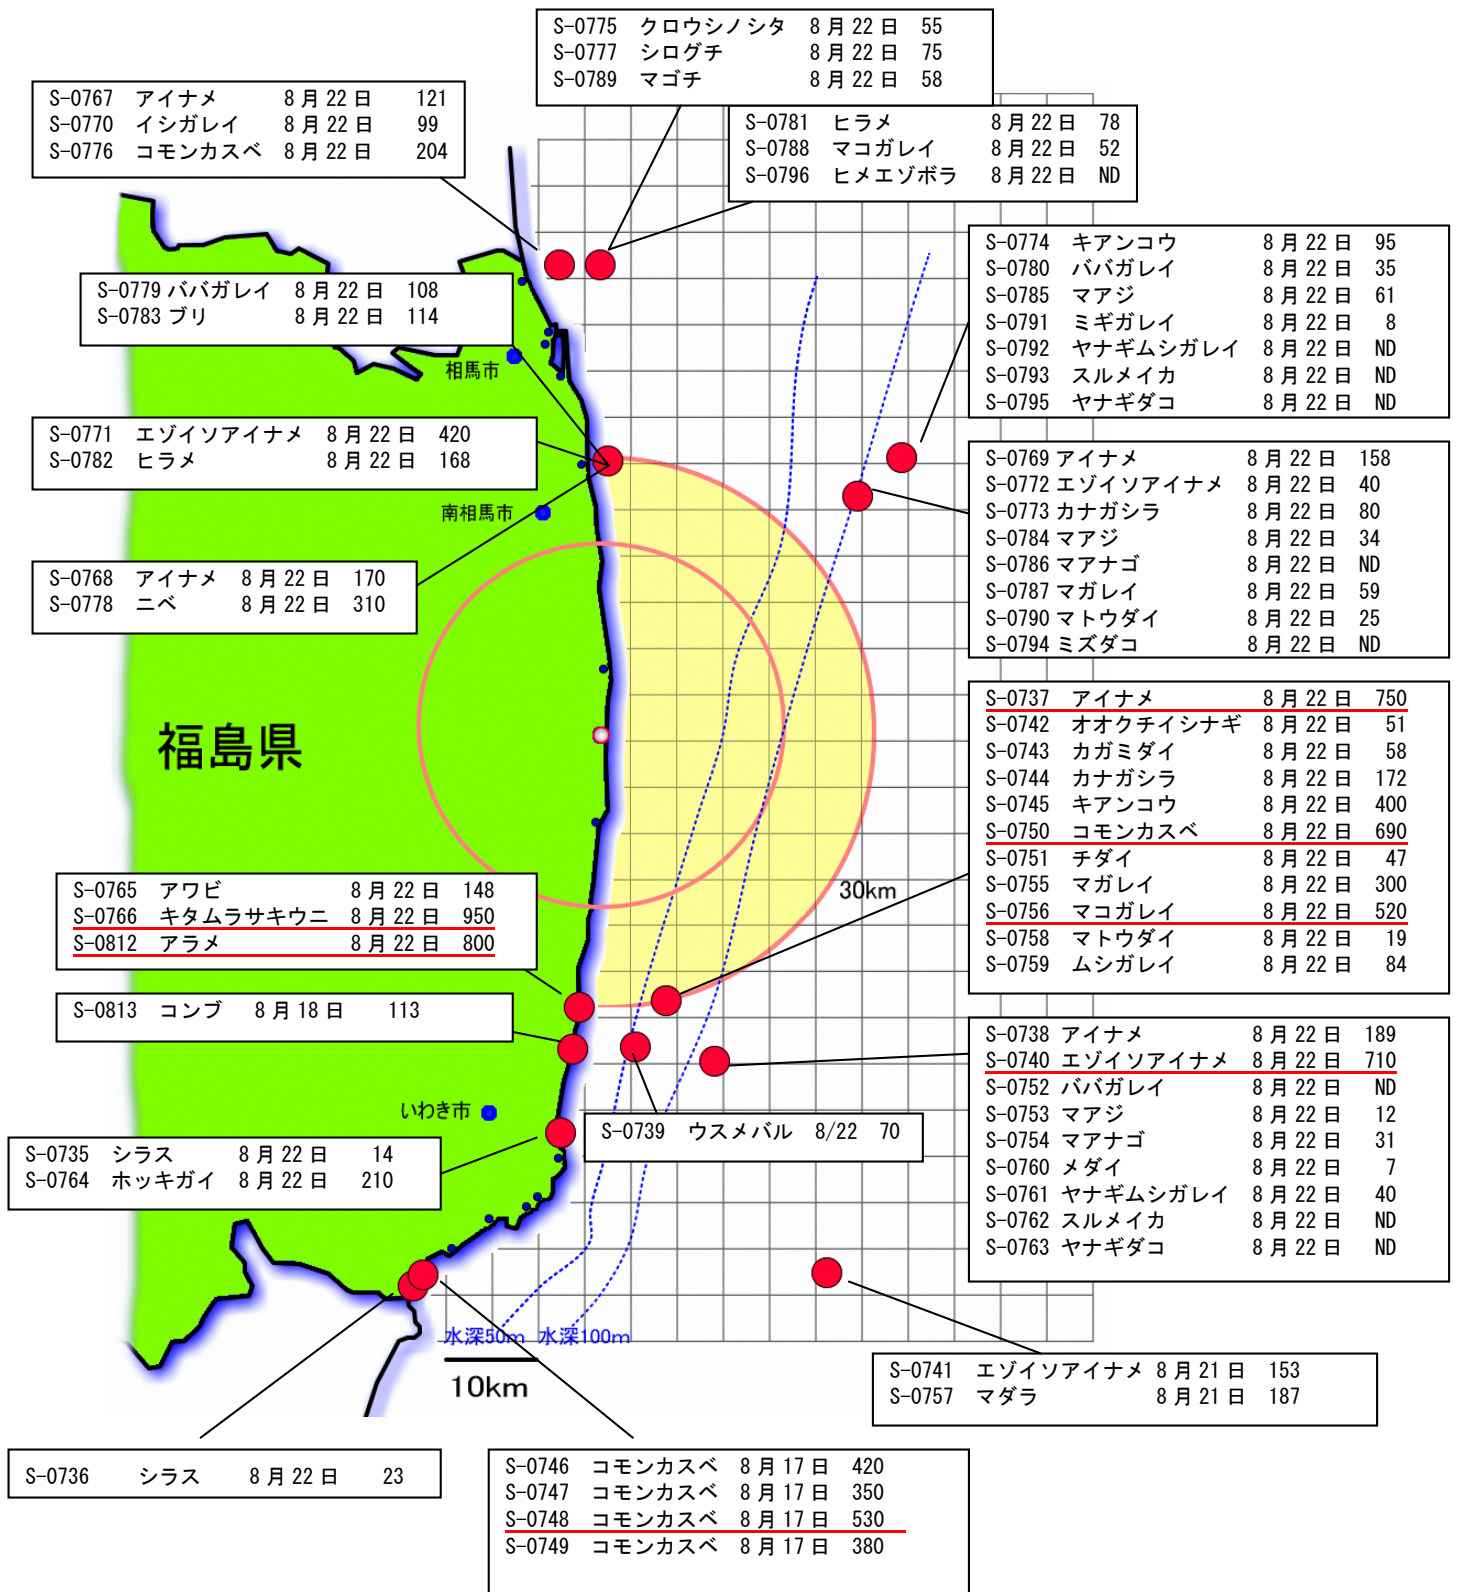 S-0775 クロウシノシタ 8月22日 55
S-0777 シログチ 8月22日 75
S-0789 マゴチ 8月22日 58
S-0767 アイナメ 8月22日 121
S-0770 イシガレイ 8月22日 99
S-0776 コモンカスベ 8月22日 204
S-0781 ヒラメ 8月22日 78
S-0788 マコガレイ 8月22日 52
S-0796 ヒメエゾボラ 8月22日 ND
S-0774 キアンコウ 8月22日 95
S-0780 ババガレイ 8月22日 35
S-0785 マアジ 8月22日 61
S-0791 ミギガレイ 8月22日 8
S-0792 ヤナギムシガレイ 8月22日 ND
S-0793 スルメイカ 8月22日 ND
S-0795 ヤナギダコ 8月22日 ND
S-0779 ババガレイ 8月22日 108
S-0783 ブリ 8月22日 114
相馬市
S-0771 エゾイソアイナメ 8月22日 420
S-0782 ヒラメ 8月22日 168
S-0769 アイナメ 8月22日 158
S-0772 エゾイソアイナメ 8月22日 40
S-0773 カナガシラ 8月22日 80
S-0784 マアジ 8月22日 34
S-0786 マアナゴ 8月22日 ND
S-0787 マガレイ 8月22日 59
S-0790 マトウダイ 8月22日 25
S-0794 ミズダコ 8月22日 ND
南相馬市
S-0768 アイナメ 8月22日 170
S-0778 ニベ 8月22日 310
福島県
S-0737 アイナメ 8月22日 750
S-0742 オオクチイシナギ 8月22日 51
S-0743 カガミダイ 8月22日 58
S-0744 カナガシラ 8月22日 172
S-0745 キアンコウ 8月22日 400
S-0750 コモンカスベ 8月22日 690
S-0751 チダイ 8月22日 47
S-0755 マガレイ 8月22日 300
S-0756 マコガレイ 8月22日 520
S-0758 マトウダイ 8月22日 19
S-0759 ムシガレイ 8月22日 84
30km
S-0765 アワビ 8月22日 148
S-0766 キタムラサキウニ 8月22日 950
S-0812 アラメ 8月22日 800
S-0813 コンブ 8月18日 113
S-0738 アイナメ 8月22日 189
S-0740 エゾイソアイナメ 8月22日 710
S-0752 ババガレイ 8月22日 ND
S-0753 マアジ 8月22日 12
S-0754 マアナゴ 8月22日 31
S-0760 メダイ 8月22日 7
S-0761 ヤナギムシガレイ 8月22日 40
S-0762 スルメイカ 8月22日 ND
S-0763 ヤナギダコ 8月22日 ND
いわき市
S-0739 ウスメバル 8/22 70
S-0735 シラス 8月22日 14
S-0764 ホッキガイ 8月22日 210
水深50m 水深100m
10km
S-0741 エゾイソアイナメ 8月21日 153
S-0757 マダラ 8月21日 187
S-0736 シラス 8月22日 23
S-0746 コモンカスベ 8月17日 420
S-0747 コモンカスベ 8月17日 350
S-0748 コモンカスベ 8月17日 530
S-0749 コモンカスベ 8月17日 380